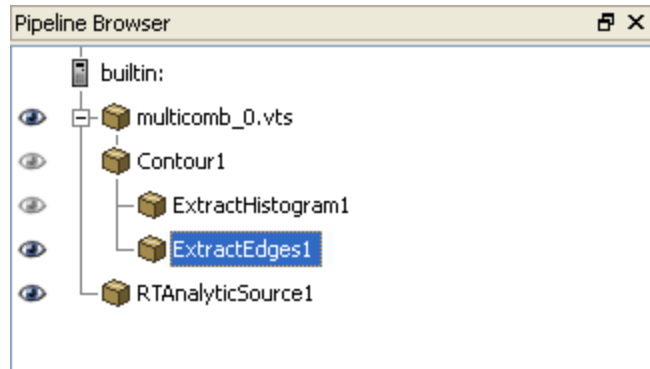 Pipeline Browser
builtin:
multicomb_0.vts
Contour1
ExtractHistogram1
ExtractEdges1
RTAnalyticSource1